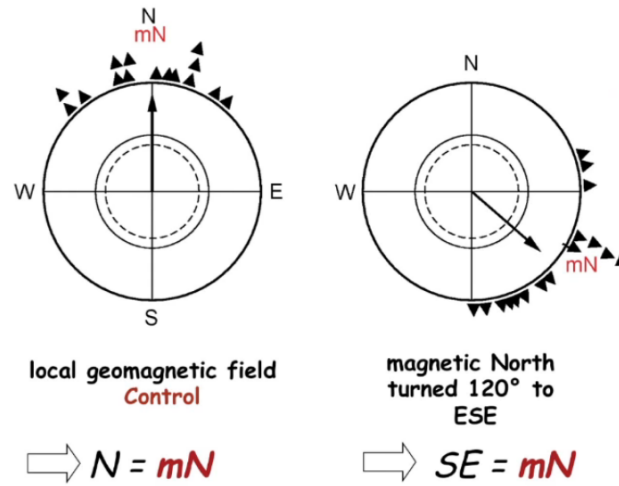 N
mN
W
E
S
local geomagnetic field
Control
N = mN
N
W
mN
magnetic North
turned 120° to
ESE
SE = mN